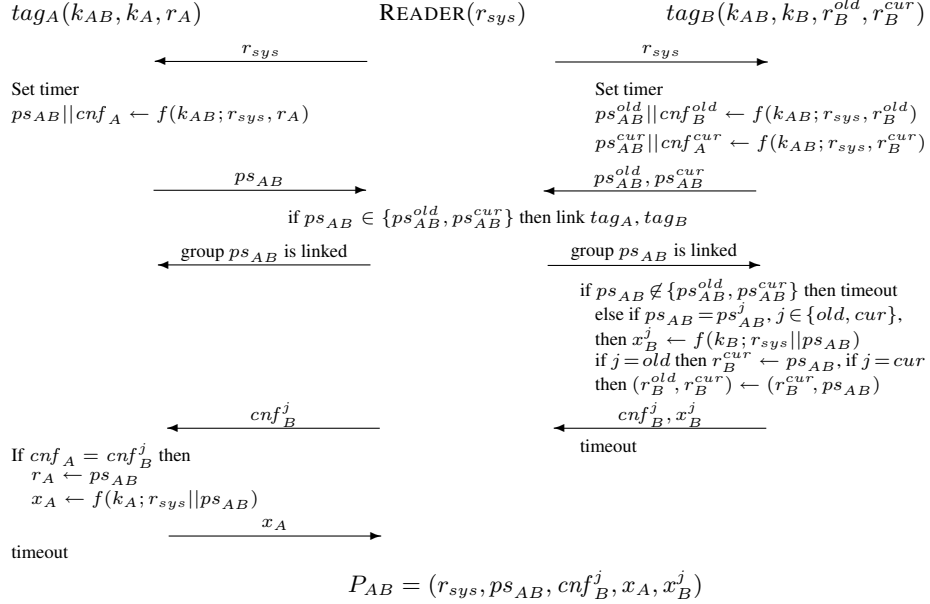 tag_A(k_AB, k_A, r_A) READER(r_sys) tag_B(k_AB, k_B, r_B^old, r_B^cur)
r_sys r_sys
Set timer Set timer
ps_AB||cnf_A ← f(k_AB; r_sys, r_A) ps_AB^old||cnf_B^old ← f(k_AB; r_sys, r_B^old)
ps_AB^cur||cnf_A^cur ← f(k_AB; r_sys, r_B^cur)
ps_AB ps_AB^old, ps_AB^cur
if ps_AB ∈ {ps_AB^old, ps_AB^cur} then link tag_A, tag_B
group ps_AB is linked group ps_AB is linked
if ps_AB ∉ {ps_AB^old, ps_AB^cur} then timeout
else if ps_AB = ps_AB^j, j ∈ {old, cur},
then x_B^j ← f(k_B; r_sys||ps_AB)
if j = old then r_B^cur ← ps_AB, if j = cur
then (r_B^old, r_B^cur) ← (r_B^cur, ps_AB)
cnf_B^j cnf_B^j, x_B^j
timeout
If cnf_A = cnf_B^j then
r_A ← ps_AB
x_A ← f(k_A; r_sys||ps_AB)
x_A
timeout
P_AB = (r_sys, ps_AB, cnf_B^j, x_A, x_B^j)